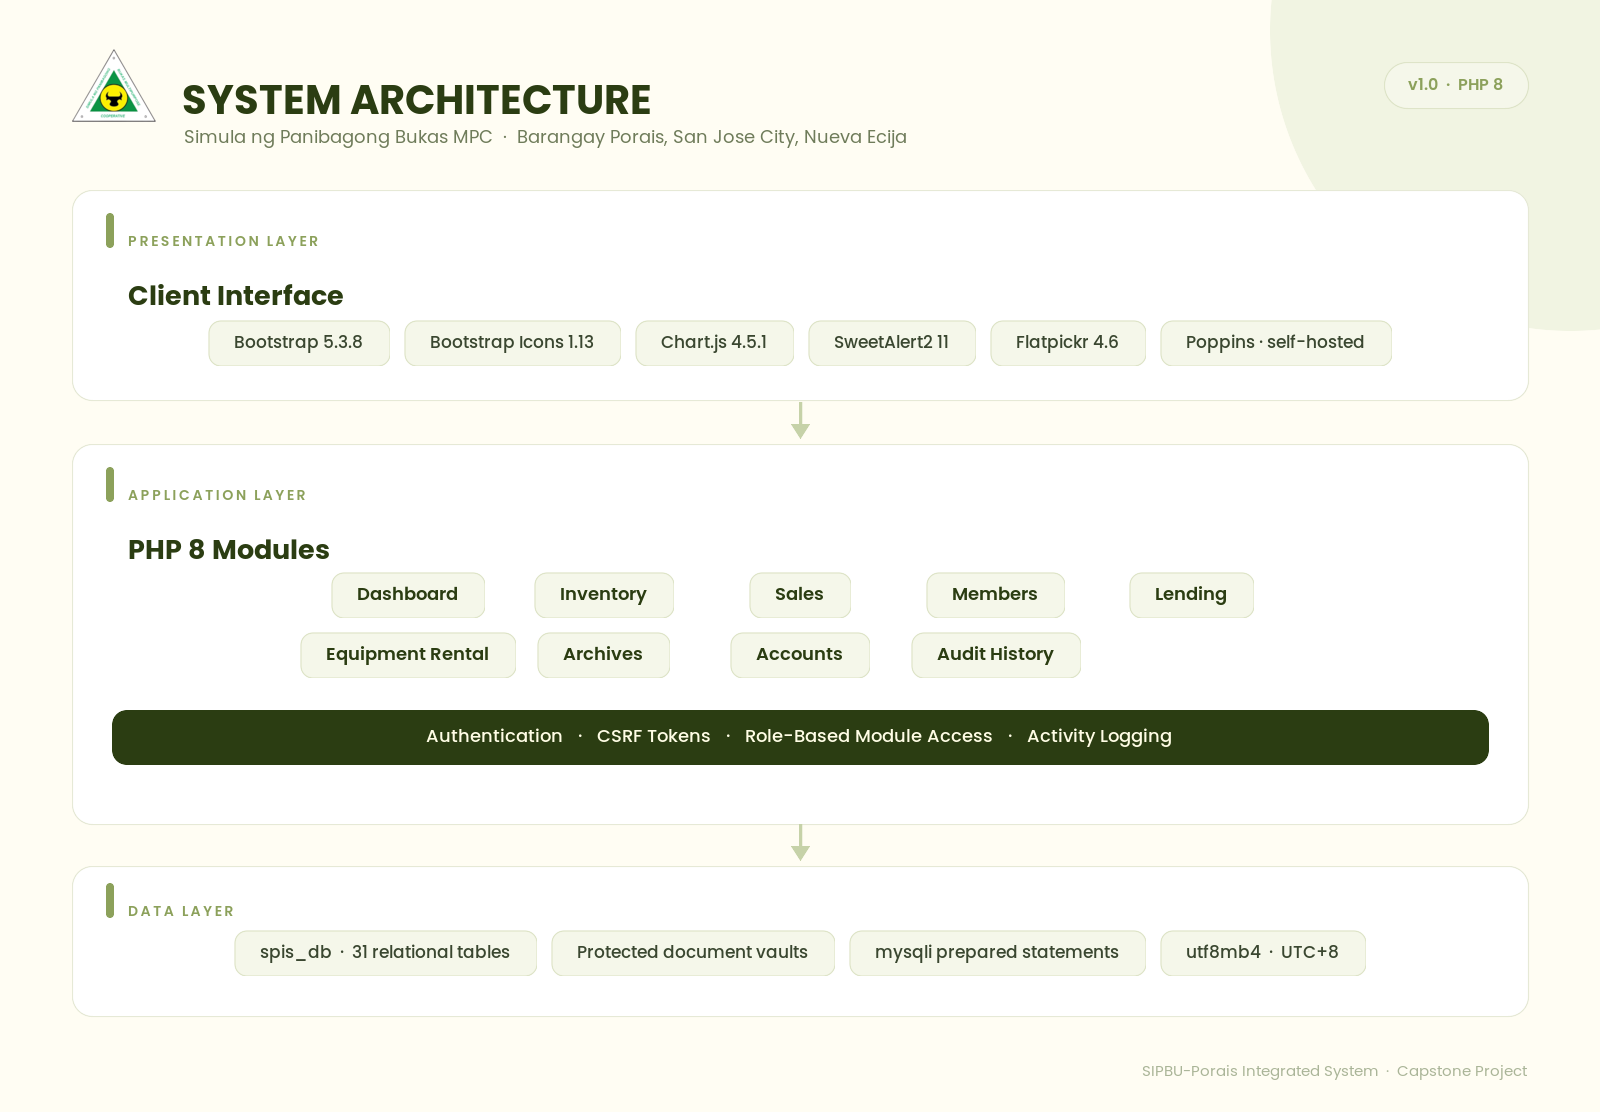 COOPERATIVE
SYSTEM ARCHITECTURE
v1.0 · PHP 8
Simula ng Panibagong Bukas MPC · Barangay Porais, San Jose City, Nueva Ecija
PRESENTATION LAYER
Client Interface
Bootstrap 5.3.8
Bootstrap Icons 1.13
Chart.js 4.5.1
SweetAlert2 11
Flatpickr 4.6
Poppins · self-hosted
APPLICATION LAYER
PHP 8 Modules
Dashboard
Inventory
Sales
Members
Lending
Equipment Rental
Archives
Accounts
Audit History
Authentication · CSRF Tokens · Role-Based Module Access · Activity Logging
DATA LAYER
spis_db · 31 relational tables
Protected document vaults
mysqli prepared statements
utf8mb4 · UTC+8
SIPBU-Porais Integrated System · Capstone Project